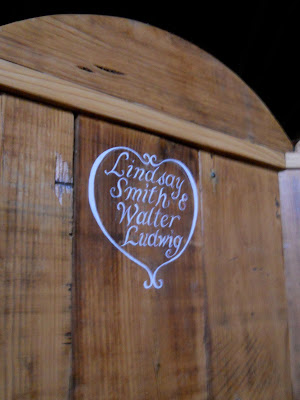 Lindsay
Smith &
Walter
Ludwig